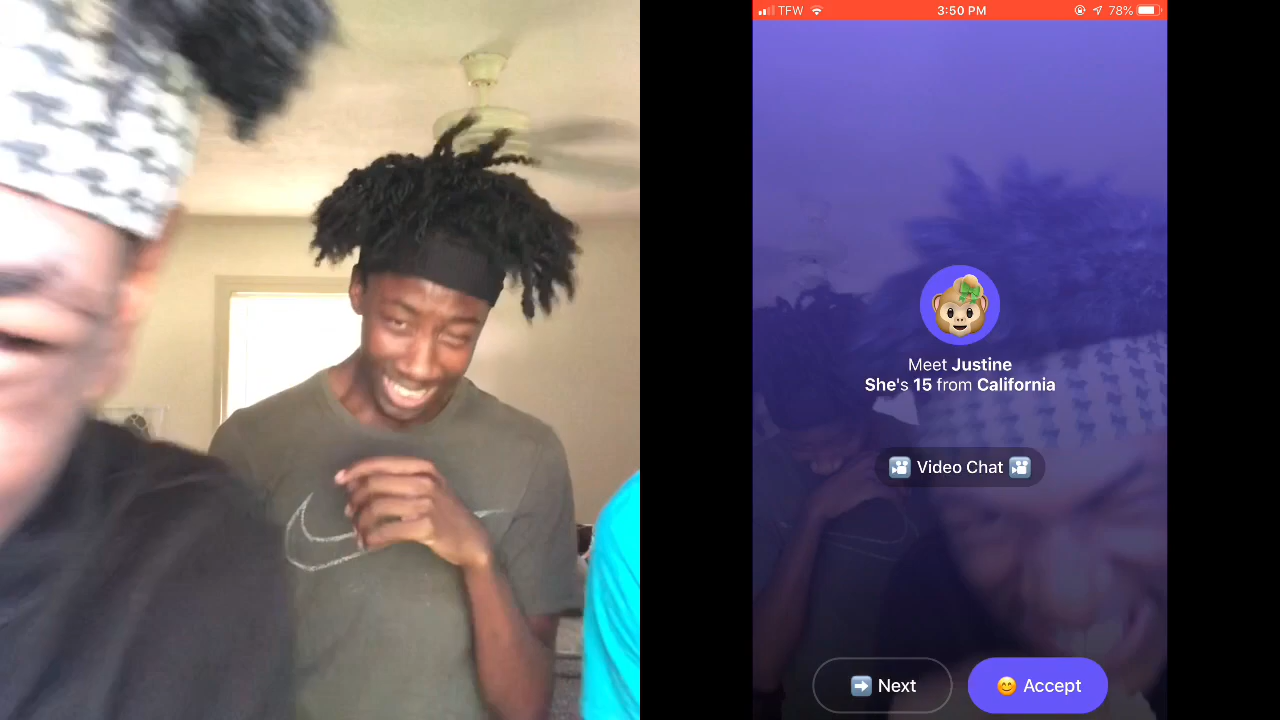 TFW 3:50 PM 78%
Meet Justine
She's 15 from California
Video Chat
Next Accept